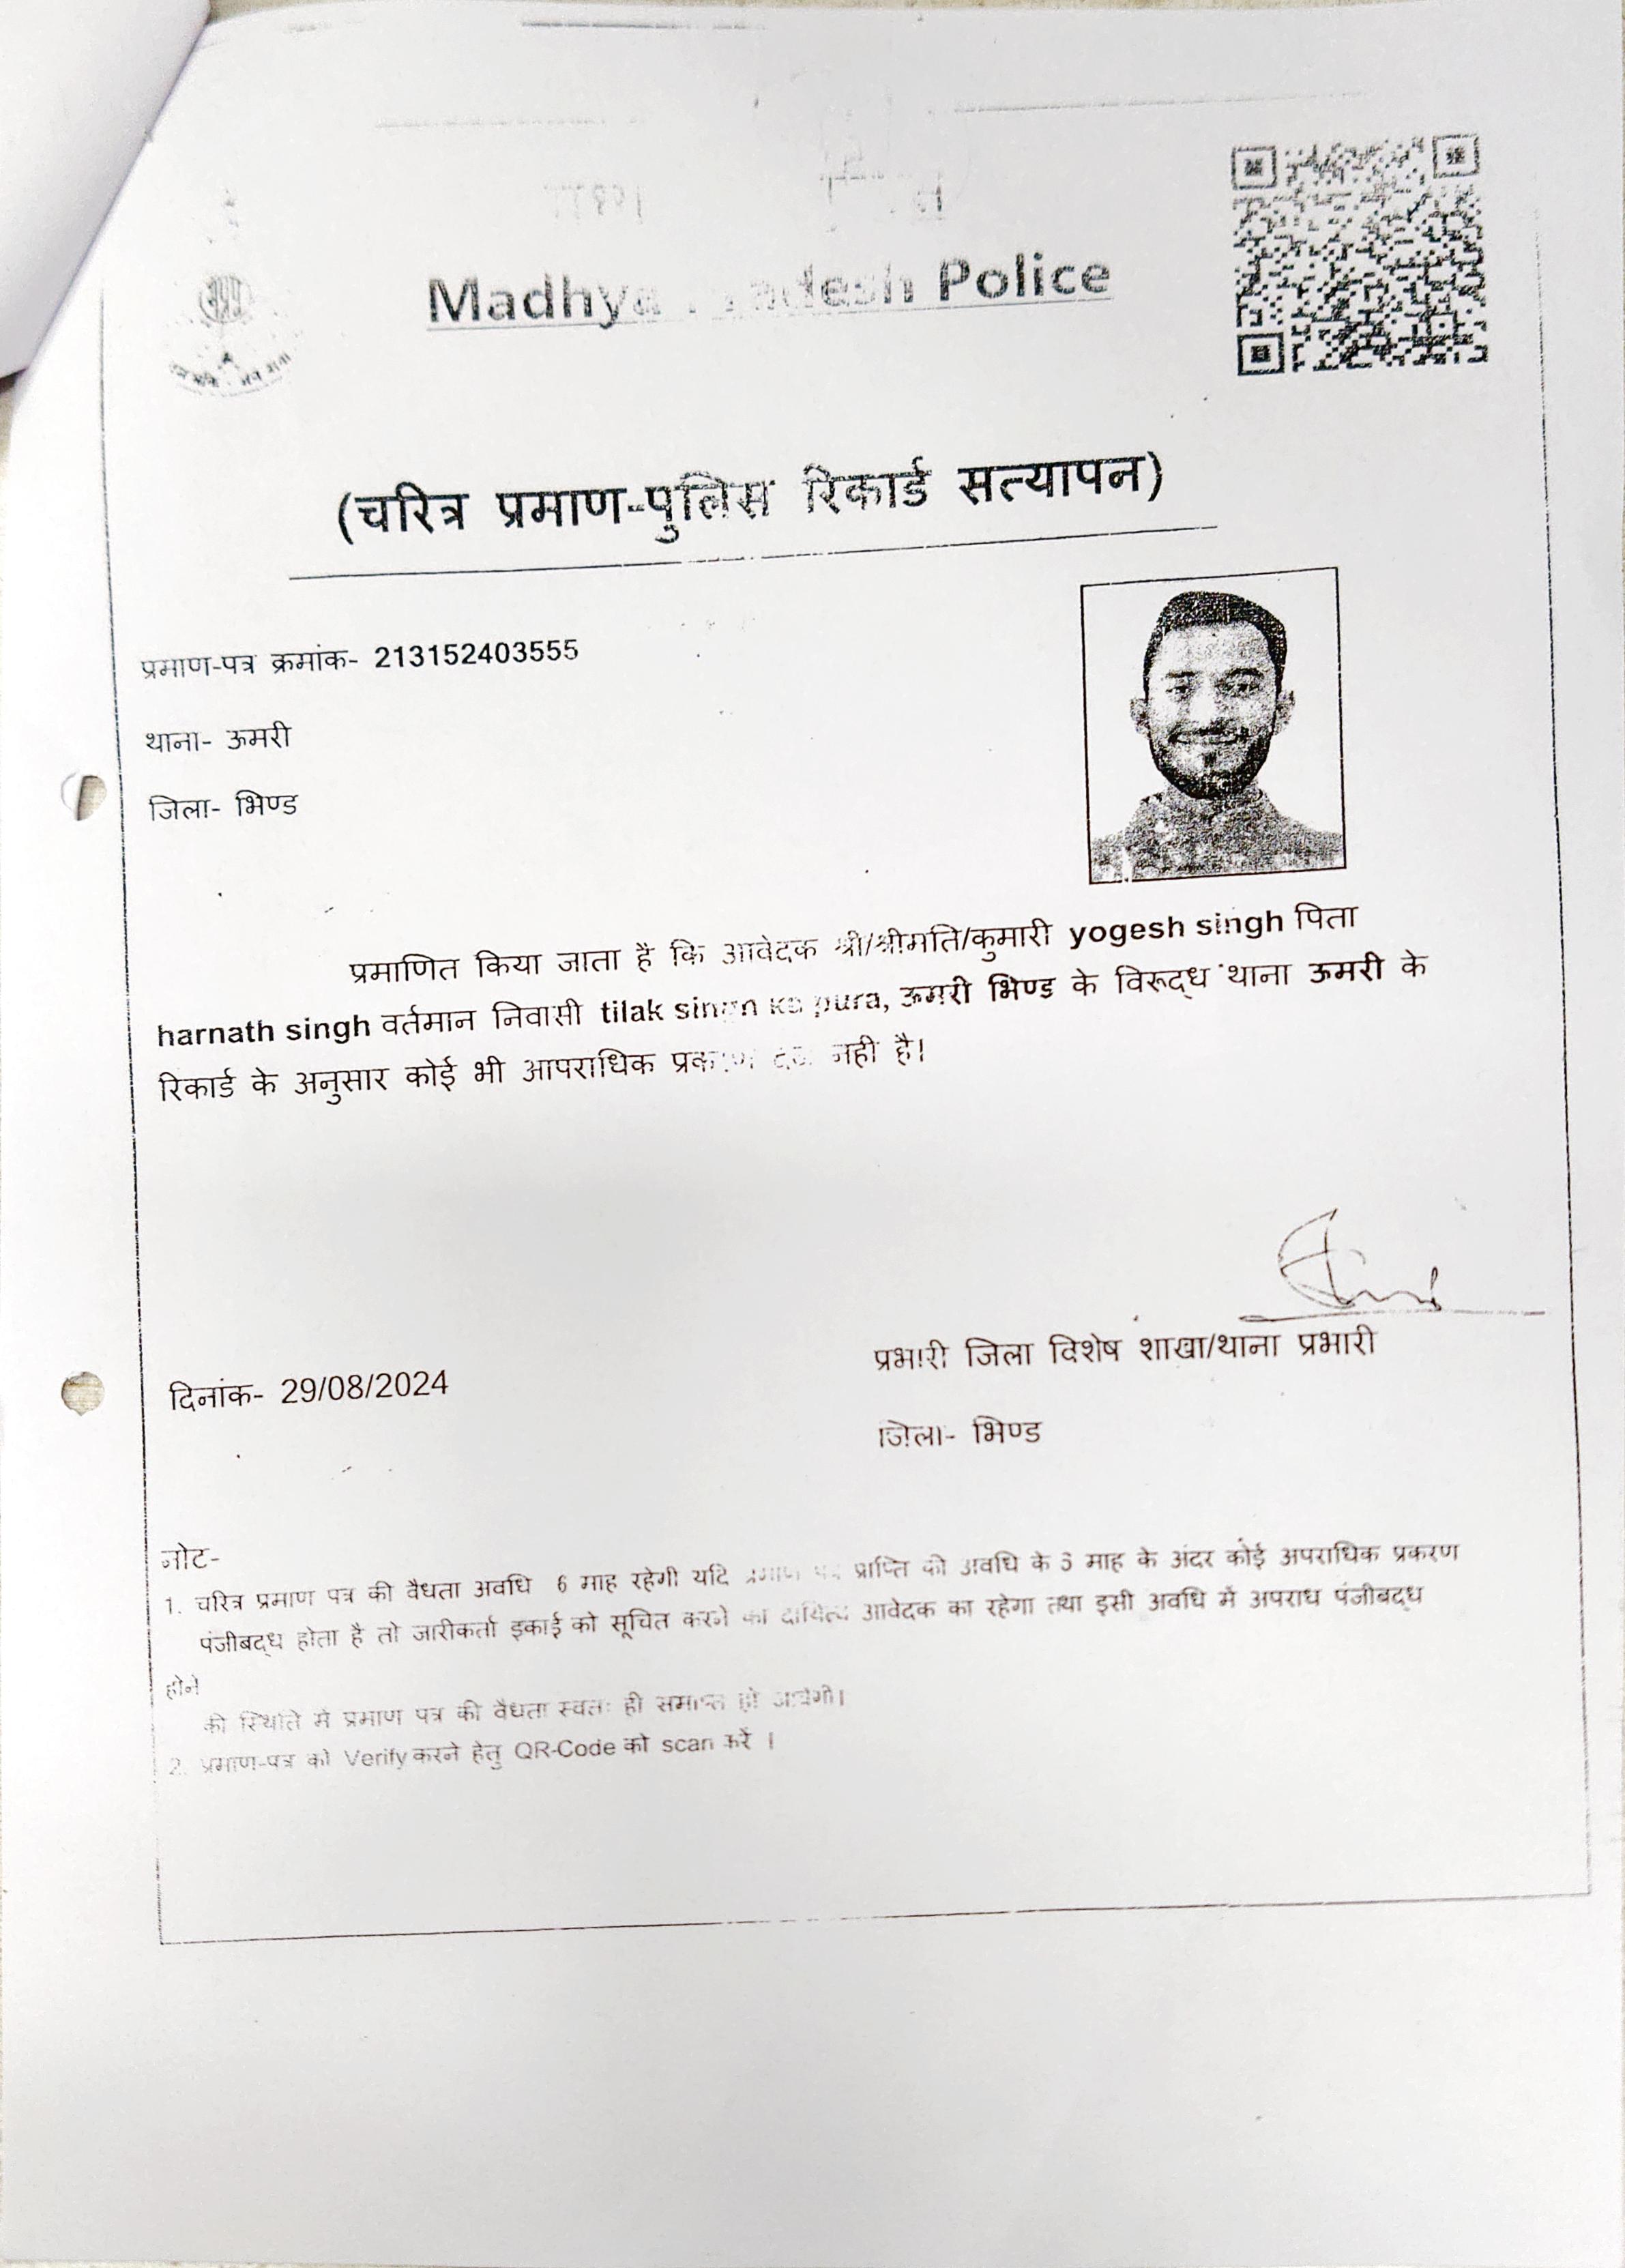 Madhya Pradesh Police
(चरित्र प्रमाण-पुलिस रिकार्ड सत्यापन)
प्रमाण-पत्र क्रमांक- 213152403555
थाना- ऊमरी
जिला- भिण्ड
प्रमाणित किया जाता है कि आवेदक श्री/श्रीमति/कुमारी yogesh singh पिता
harnath singh वर्तमान निवासी tilak singh ka pura, ऊमरी भिण्ड के विरूद्ध थाना ऊमरी के
रिकार्ड के अनुसार कोई भी आपराधिक प्रकरण दर्ज नही है।
प्रभारी जिला विशेष शाखा/थाना प्रभारी
दिनांक- 29/08/2024
जिला- भिण्ड
नोट-
1. चरित्र प्रमाण पत्र की वैधता अवधि 6 माह रहेगी यदि प्रमाण पत्र प्राप्ति की अवधि के 6 माह के अंदर कोई अपराधिक प्रकरण
पंजीबद्ध होता है तो जारीकर्ता इकाई को सूचित करने का दायित्व आवेदक का रहेगा तथा इसी अवधि में अपराध पंजीबद्ध
होने
की स्थिति में प्रमाण पत्र की वैधता स्वतः ही समाप्त हो जावेगी।
2. प्रमाण-पत्र को Verify करने हेतु QR-Code को scan करें ।